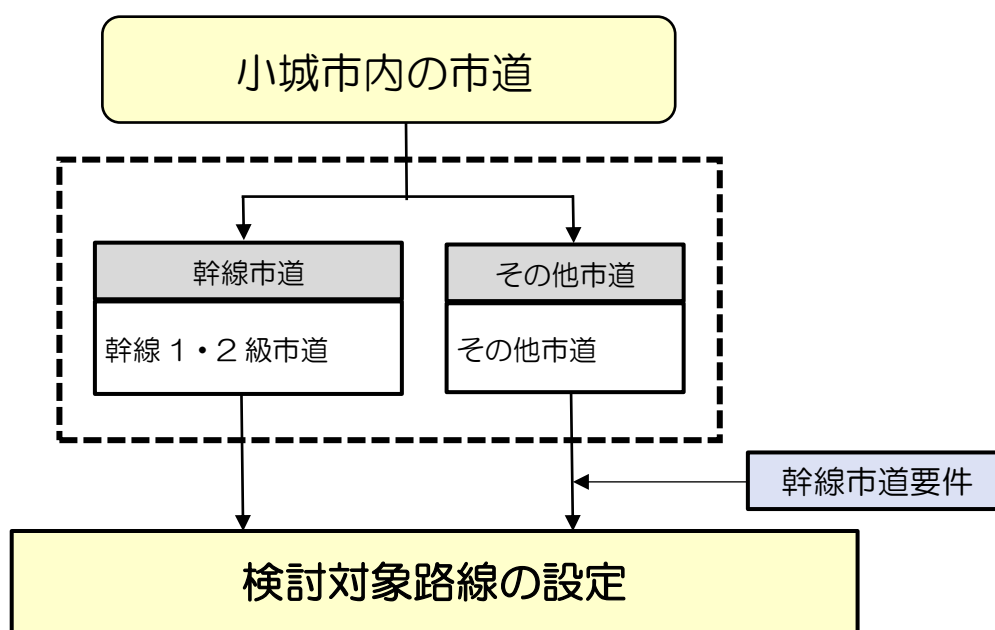 小城市内の市道
幹線市道
その他市道
幹線１・２級市道
その他市道
幹線市道要件
検討対象路線の設定